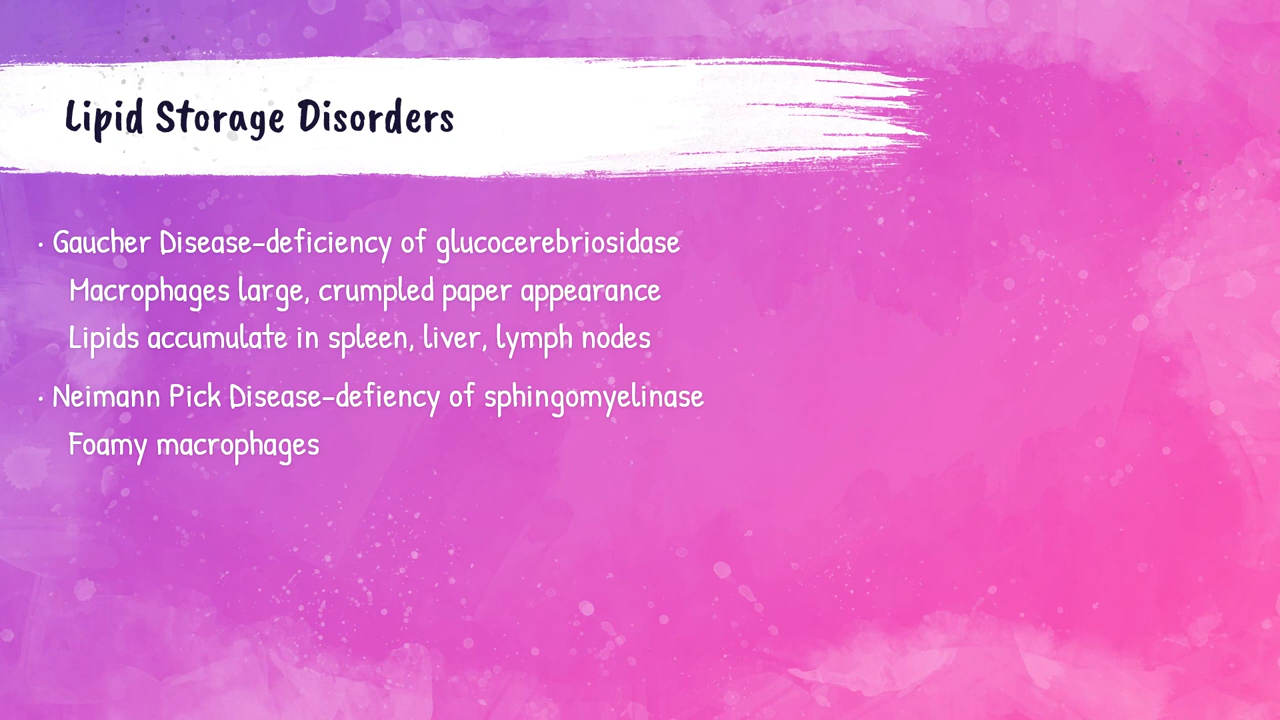 Lipid Storage Disorders
• Gaucher Disease-deficiency of glucocerebriosidase
Macrophages large, crumpled paper appearance
Lipids accumulate in spleen, liver, lymph nodes
• Neimann Pick Disease-defiency of sphingomyelinase
Foamy macrophages